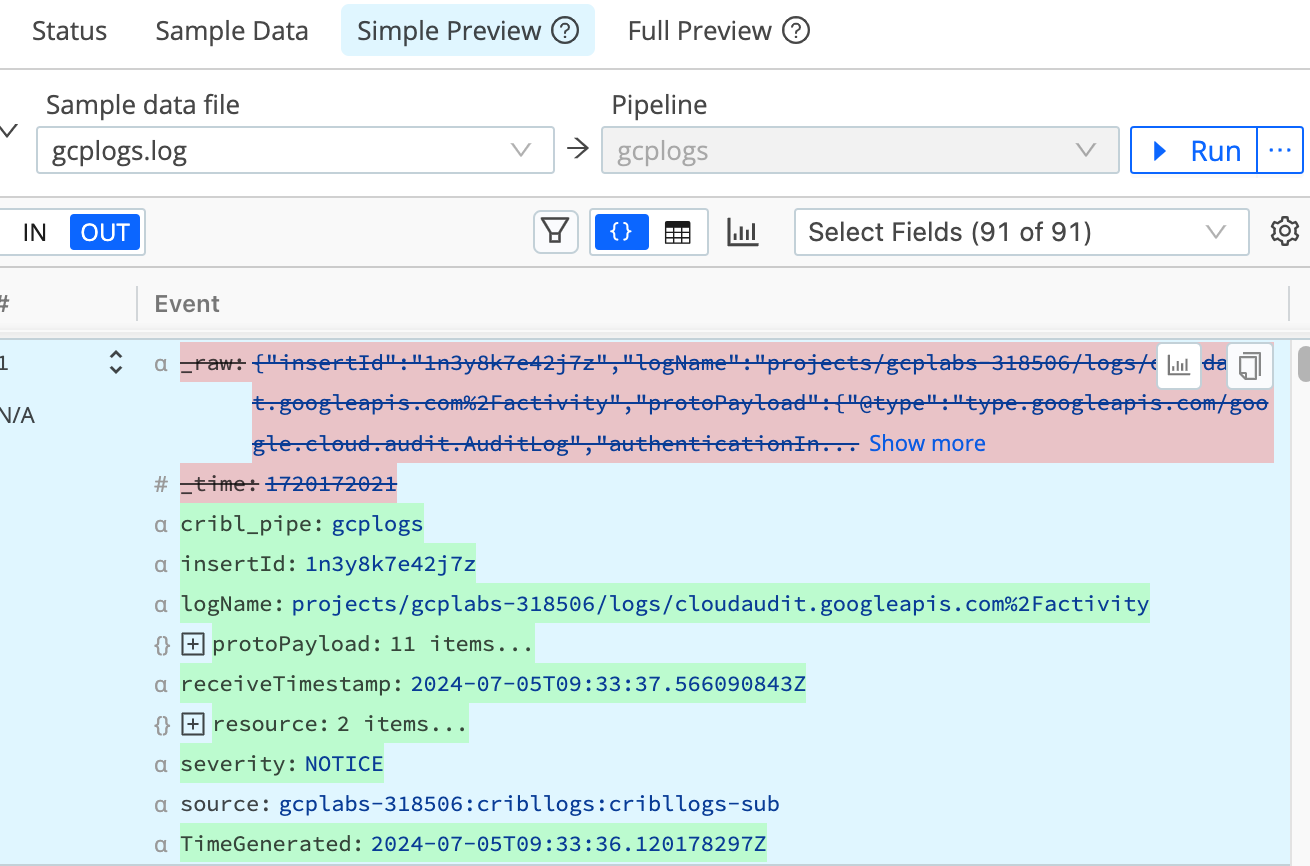 Status Sample Data Simple Preview ? Full Preview ?
Sample data file Pipeline
gcplogs.log → gcplogs Run ...
IN OUT {} Select Fields (91 of 91)
# Event
1 α _raw: {"insertId":"1n3y8k7e42j7z","logName":"projects/gcplabs-318506/logs/c da
N/A t.googleapis.com%2Factivity","protoPayload":{"@type":"type.googleapis.com/goo
gle.cloud.audit.AuditLog","authenticationIn... Show more
# _time: 1720172021
α cribl_pipe: gcplogs
α insertId: 1n3y8k7e42j7z
α logName: projects/gcplabs-318506/logs/cloudaudit.googleapis.com%2Factivity
{} + protoPayload: 11 items...
α receiveTimestamp: 2024-07-05T09:33:37.566090843Z
{} + resource: 2 items...
α severity: NOTICE
α source: gcplabs-318506:cribllogs:cribllogs-sub
α TimeGenerated: 2024-07-05T09:33:36.120178297Z